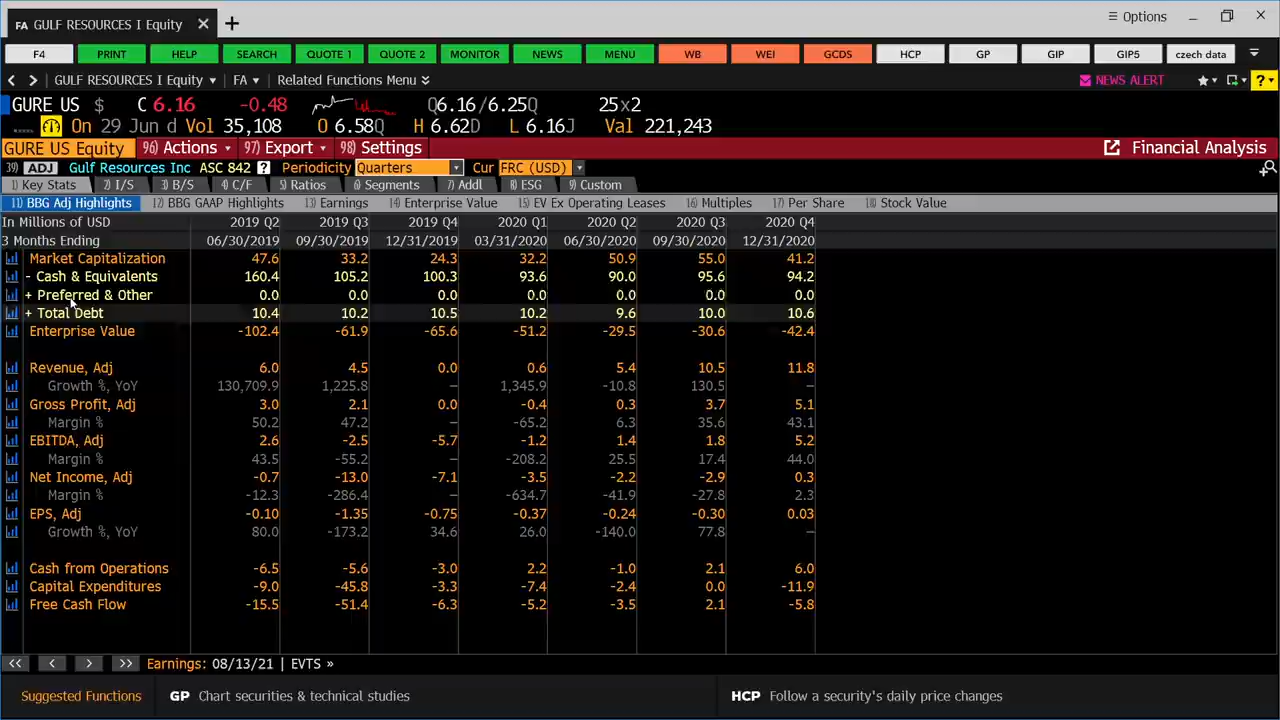 FA GULF RESOURCES I Equity × + Options
F4 PRINT HELP SEARCH QUOTE 1 QUOTE 2 MONITOR NEWS MENU WB WEI GCDS HCP GP GIP GIP5 czech data
GULF RESOURCES I Equity FA Related Functions Menu NEWS ALERT ?
GURE US $ C 6.16 -0.48 Q6.16/6.25Q 25x2
On 29 Jun d Vol 35,108 O 6.58Q H 6.62D L 6.16J Val 221,243
GURE US Equity 96) Actions 97) Export 98) Settings Financial Analysis
39) ADJ Gulf Resources Inc ASC 842 ? Periodicity Quarters Cur FRC (USD)
1) Key Stats 2) I/S 3) B/S 4) C/F 5) Ratios 6) Segments 7) Addl 8) ESG 9) Custom
11) BBG Adj Highlights 12) BBG GAAP Highlights 13) Earnings 14) Enterprise Value 15) EV Ex Operating Leases 16) Multiples 17) Per Share 18) Stock Value
In Millions of USD 2019 Q2 2019 Q3 2019 Q4 2020 Q1 2020 Q2 2020 Q3 2020 Q4
3 Months Ending 06/30/2019 09/30/2019 12/31/2019 03/31/2020 06/30/2020 09/30/2020 12/31/2020
Market Capitalization 47.6 33.2 24.3 32.2 50.9 55.0 41.2
- Cash & Equivalents 160.4 105.2 100.3 93.6 90.0 95.6 94.2
+ Preferred & Other 0.0 0.0 0.0 0.0 0.0 0.0 0.0
+ Total Debt 10.4 10.2 10.5 10.2 9.6 10.0 10.6
Enterprise Value -102.4 -61.9 -65.6 -51.2 -29.5 -30.6 -42.4
Revenue, Adj 6.0 4.5 0.0 0.6 5.4 10.5 11.8
Growth %, YoY 130,709.9 1,225.8 — 1,345.9 -10.8 130.5 —
Gross Profit, Adj 3.0 2.1 0.0 -0.4 0.3 3.7 5.1
Margin % 50.2 47.2 — -65.2 6.3 35.6 43.1
EBITDA, Adj 2.6 -2.5 -5.7 -1.2 1.4 1.8 5.2
Margin % 43.5 -55.2 — -208.2 25.5 17.4 44.0
Net Income, Adj -0.7 -13.0 -7.1 -3.5 -2.2 -2.9 0.3
Margin % -12.3 -286.4 — -634.7 -41.9 -27.8 2.3
EPS, Adj -0.10 -1.35 -0.75 -0.37 -0.24 -0.30 0.03
Growth %, YoY 80.0 -173.2 34.6 26.0 -140.0 77.8 —
Cash from Operations -6.5 -5.6 -3.0 2.2 -1.0 2.1 6.0
Capital Expenditures -9.0 -45.8 -3.3 -7.4 -2.4 0.0 -11.9
Free Cash Flow -15.5 -51.4 -6.3 -5.2 -3.5 2.1 -5.8
<< < > >> Earnings: 08/13/21 | EVTS »
Suggested Functions GP Chart securities & technical studies HCP Follow a security's daily price changes